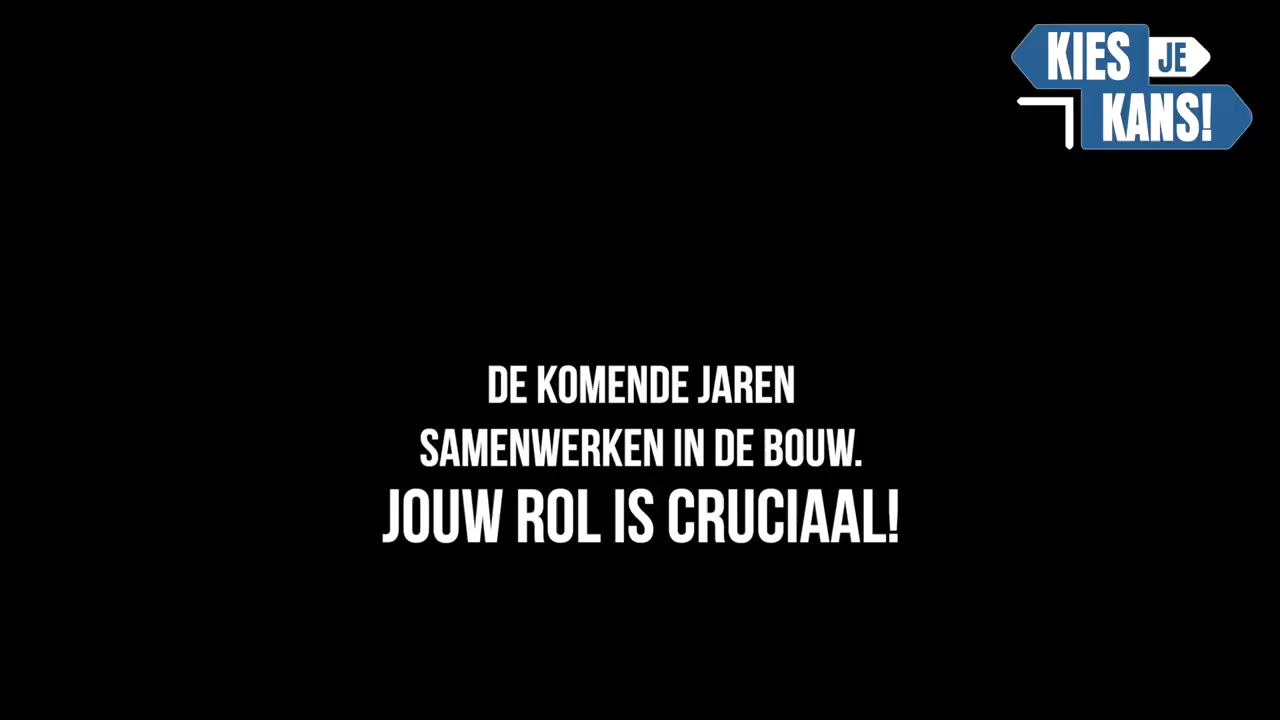 KIES JE
KANS!
DE KOMENDE JAREN
SAMENWERKEN IN DE BOUW.
JOUW ROL IS CRUCIAAL!